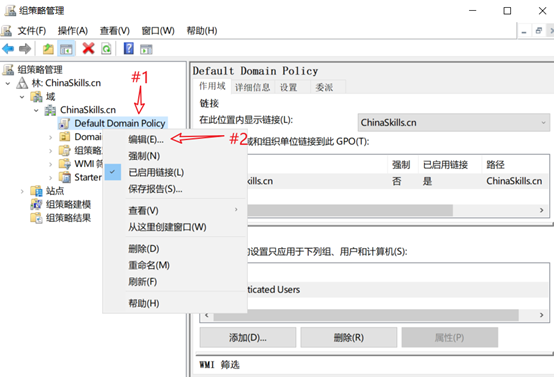 组策略管理
文件(F) 操作(A) 查看(V) 窗口(W) 帮助(H)
组策略管理
林: ChinaSkills.cn
域
ChinaSkills.cn
Default Domain Policy
Domain
组策略
WMI 筛
Starter
站点
组策略建模
组策略结果
#1
#2
编辑(E)...
强制(N)
已启用链接(L)
保存报告(S)...
查看(V)
从这里创建窗口(W)
删除(D)
重命名(M)
刷新(F)
帮助(H)
Default Domain Policy
作用域 详细信息 设置 委派
链接
在此位置内显示链接(L): ChinaSkills.cn
域和组织单位链接到此 GPO(T):
强制 已启用链接 路径
kills.cn 否 是 ChinaSkills.cn
的设置只应用于下列组、用户和计算机(S):
nticated Users
添加(D)... 删除(R) 属性(P)
WMI 筛选